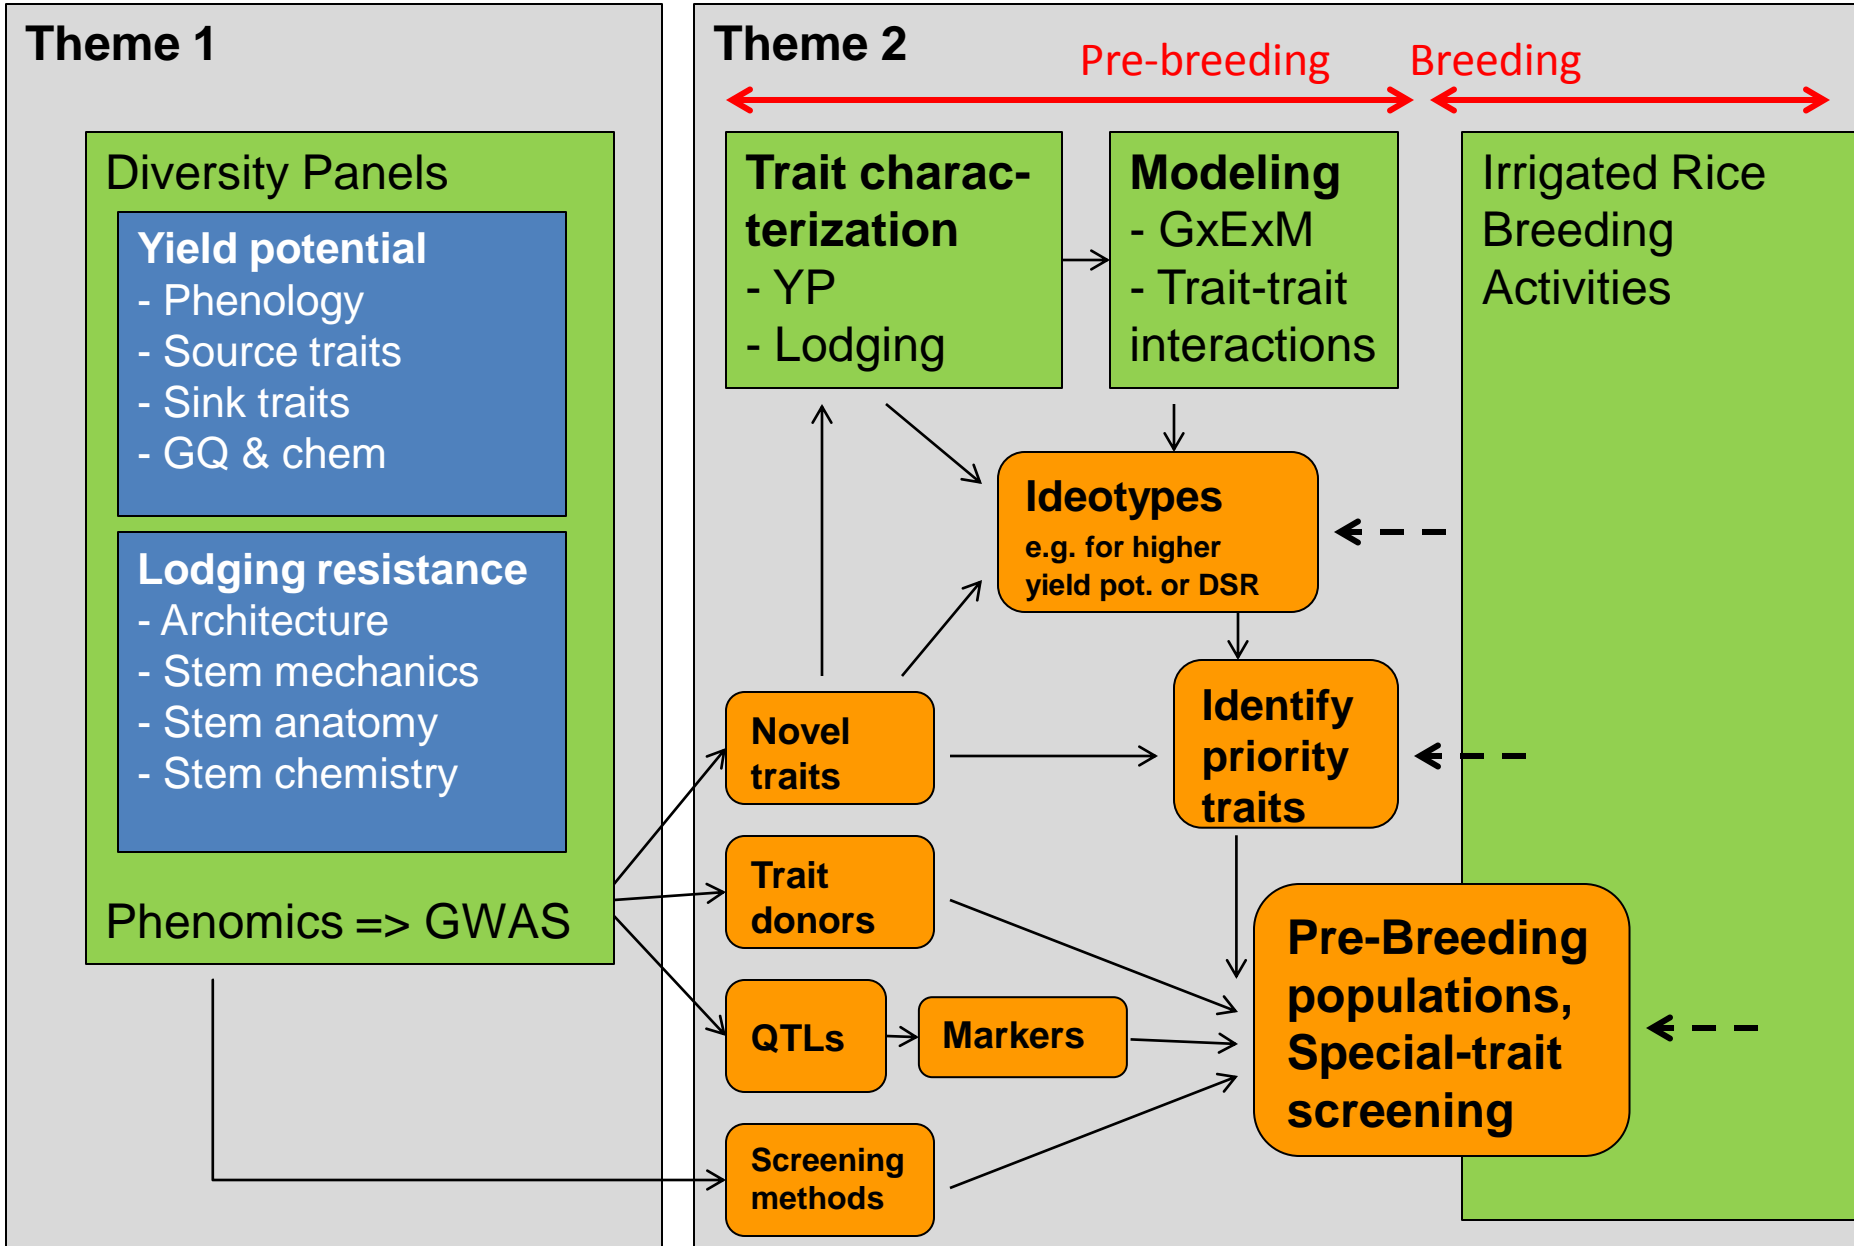 Theme 1
Diversity Panels
Yield potential
- Phenology
- Source traits
- Sink traits
- GQ & chem
Lodging resistance
- Architecture
- Stem mechanics
- Stem anatomy
- Stem chemistry
Phenomics => GWAS
Theme 2
Pre-breeding
Breeding
Trait charac-
terization
- YP
- Lodging
Modeling
- GxExM
- Trait-trait
interactions
Irrigated Rice
Breeding
Activities
Ideotypes
e.g. for higher
yield pot. or DSR
Identify
priority
traits
Novel
traits
Trait
donors
QTLs
Markers
Screening
methods
Pre-Breeding
populations,
Special-trait
screening